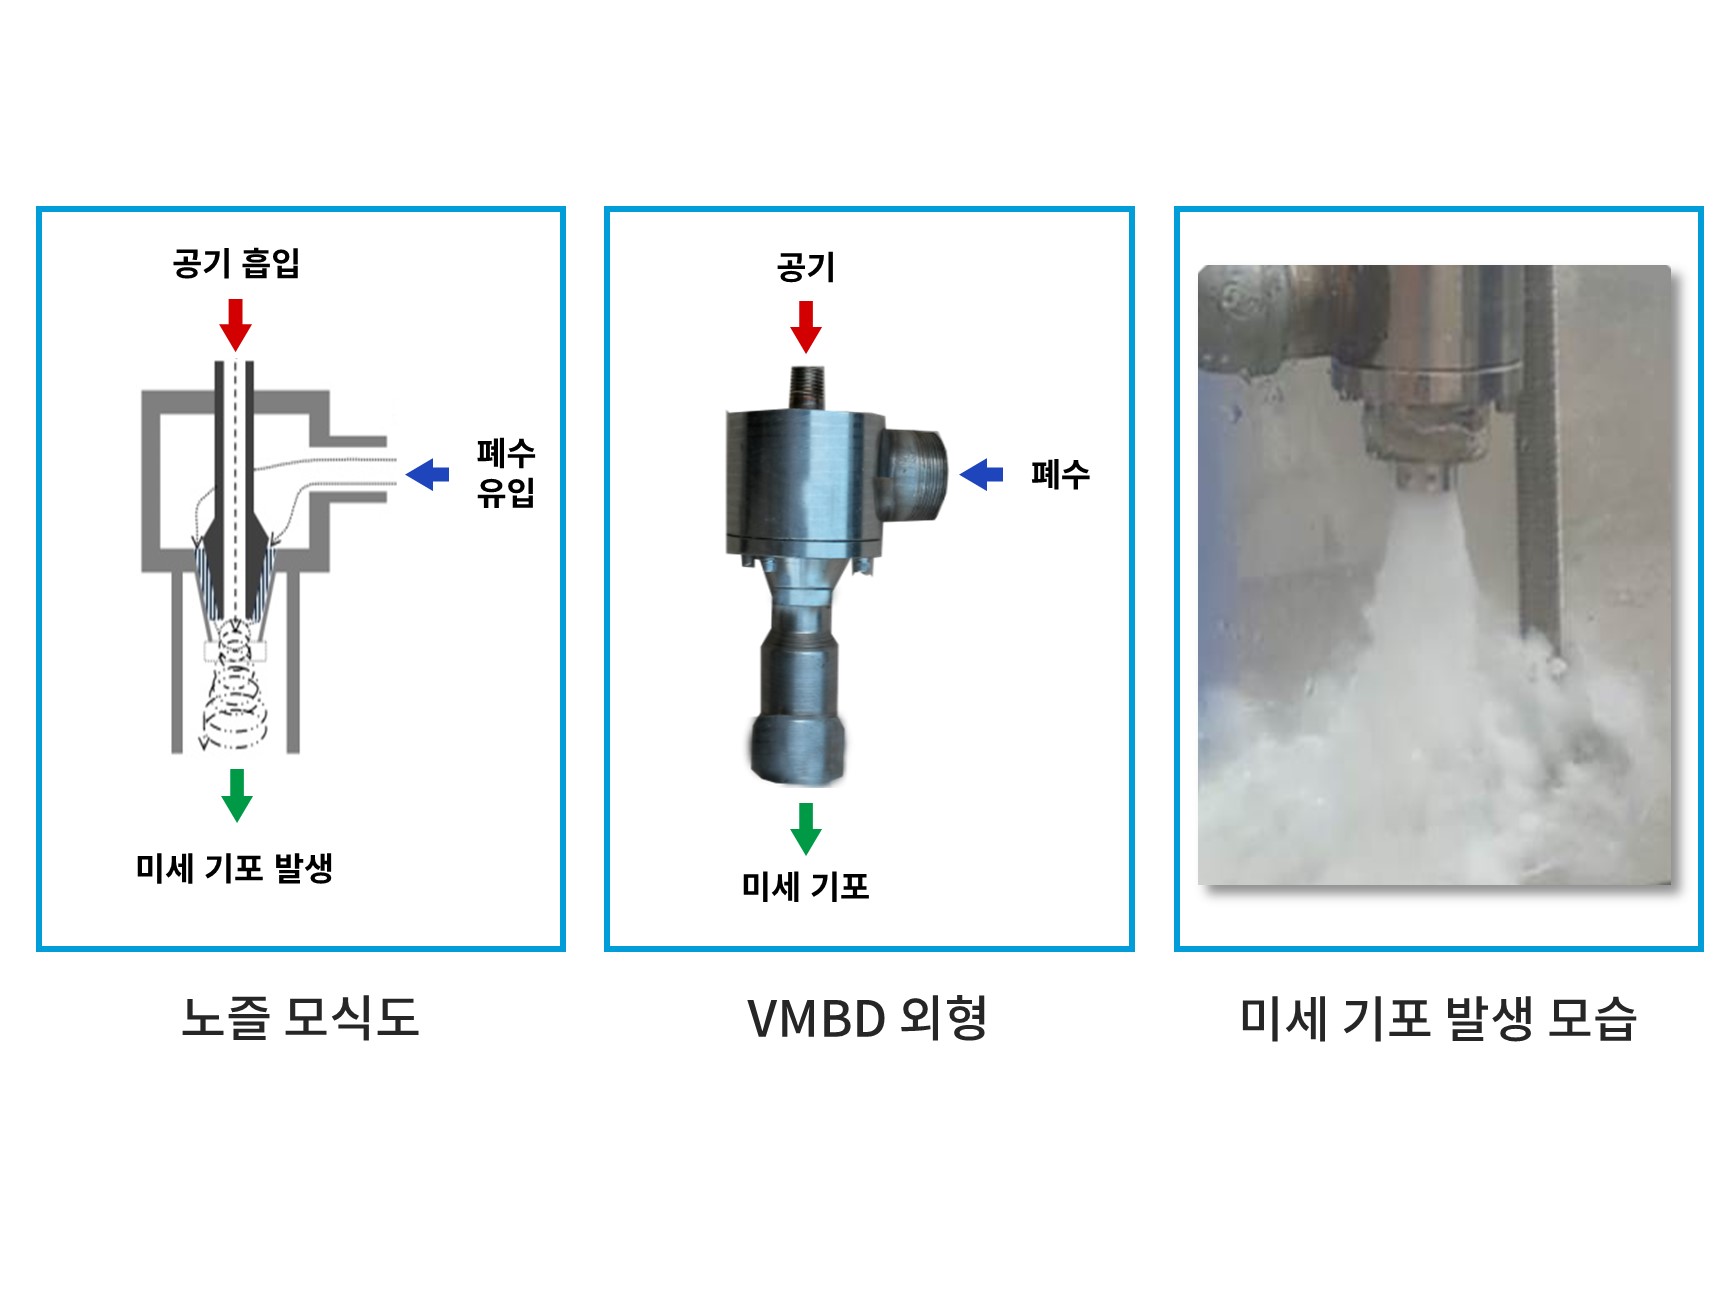 공기 흡입
폐수
유입
미세 기포 발생
노즐 모식도
공기
폐수
미세 기포
VMBD 외형
미세 기포 발생 모습